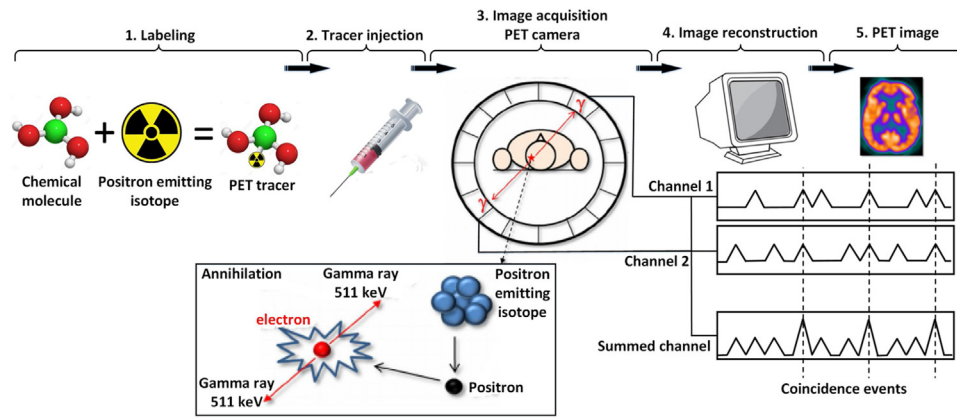 1. Labeling
2. Tracer injection
3. Image acquisition
PET camera
4. Image reconstruction
5. PET image
+
=
Chemical
molecule
Positron emitting
isotope
PET tracer
γ
γ
Channel 1
Channel 2
Summed channel
Coincidence events
Annihilation
Gamma ray
511 keV
electron
Gamma ray
511 keV
Positron
emitting
isotope
Positron